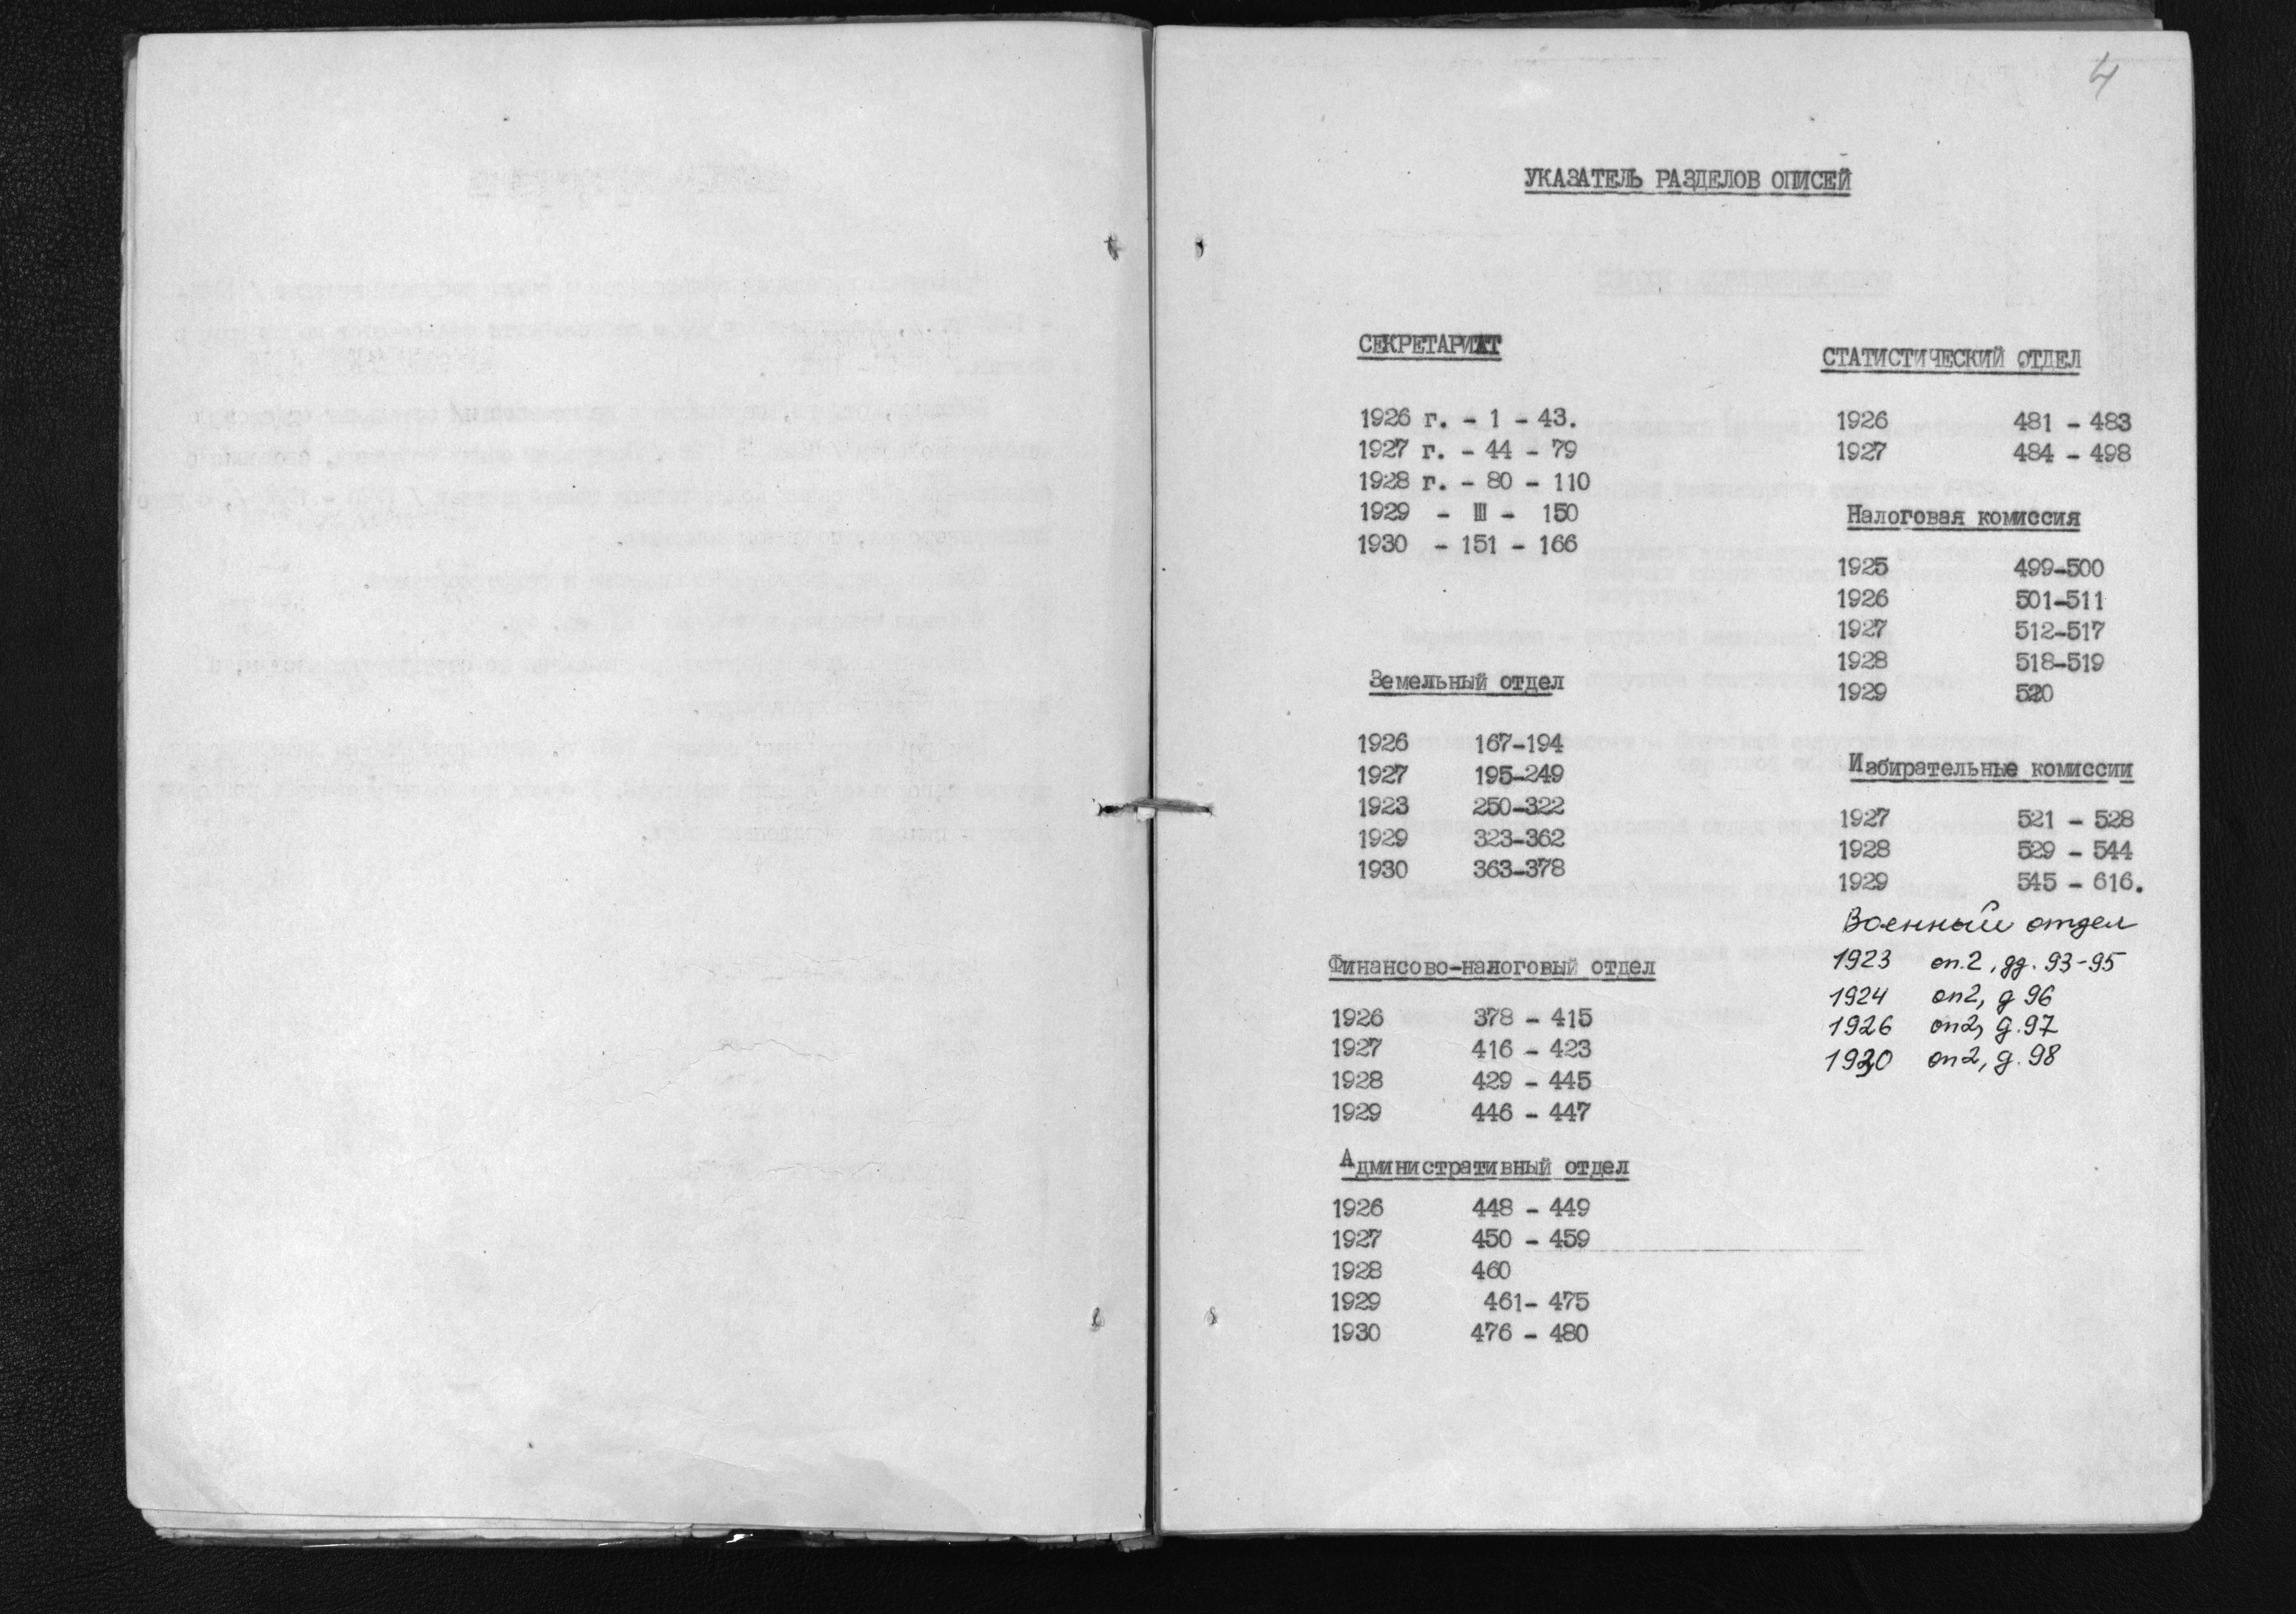 4
УКАЗАТЕЛЬ РАЗДЕЛОВ ОПИСЕЙ
СЕКРЕТАРИАТ
1926 г. - 1 - 43.
1927 г. - 44 - 79
1928 г. - 80 - 110
1929 - III - 150
1930 - 151 - 166
Земельный отдел
1926 167-194
1927 195-249
1923 250-322
1929 323-362
1930 363-378
Финансово-налоговый отдел
1926 378 - 415
1927 416 - 423
1928 429 - 445
1929 446 - 447
Административный отдел
1926 448 - 449
1927 450 - 459
1928 460
1929 461- 475
1930 476 - 480
СТАТИСТИЧЕСКИЙ ОТДЕЛ
1926 481 - 483
1927 484 - 498
Налоговая комиссия
1925 499-500
1926 501-511
1927 512-517
1928 518-519
1929 520
Избирательные комиссии
1927 521 - 528
1928 529 - 544
1929 545 - 616.
Военный отдел
1923 оп.2, дд. 93-95
1924 оп2, д 96
1926 оп2, д.97
1930 оп2, д.98